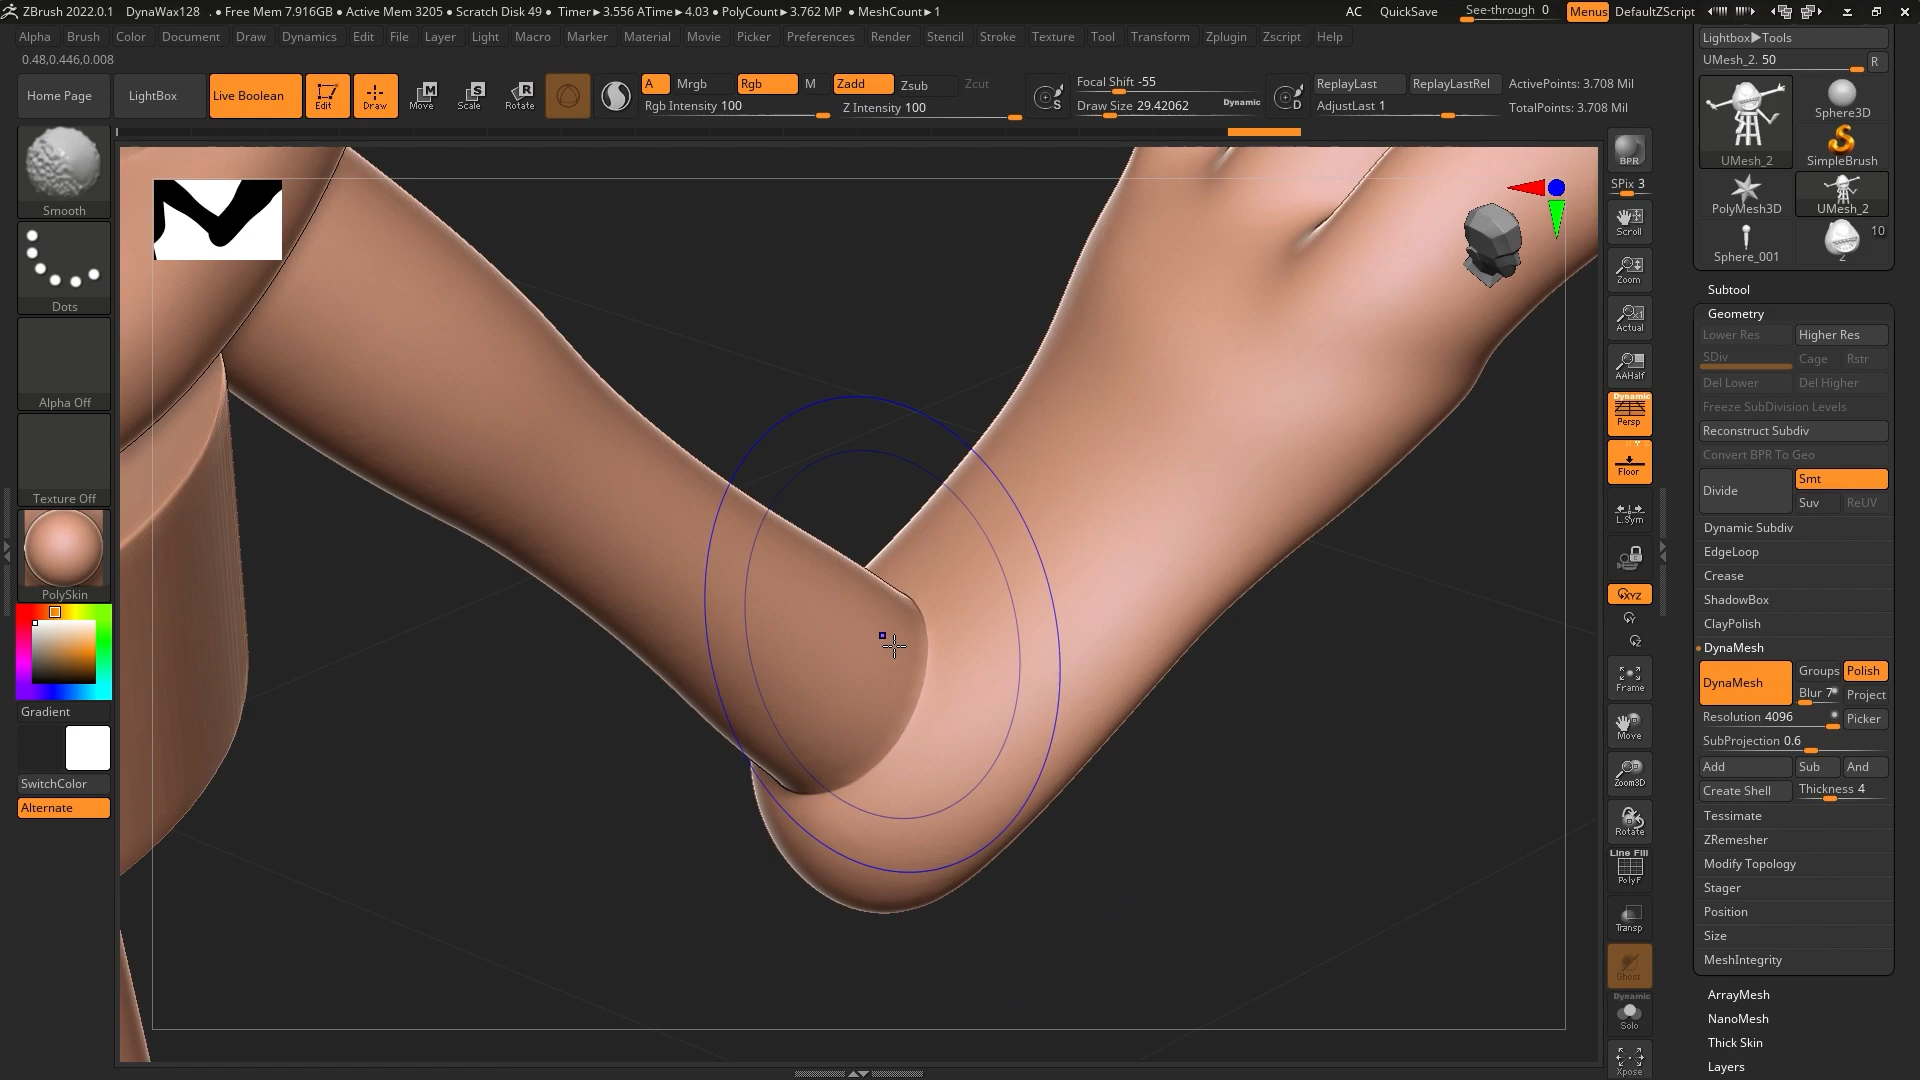 ZBrush 2022.0.1 DynaWax128 . ● Free Mem 7.916GB ● Active Mem 3205 ● Scratch Disk 49 ● Timer►3.556 ATime►4.03 ● PolyCount►3.762 MP ● MeshCount►1 AC QuickSave See-through 0 Menus DefaultZScript
Alpha Brush Color Document Draw Dynamics Edit File Layer Light Macro Marker Material Movie Picker Preferences Render Stencil Stroke Texture Tool Transform Zplugin Zscript Help
0.48,0.446,0.008
Home Page LightBox Live Boolean Edit Draw Move Scale Rotate
M S R
A Mrgb Rgb M Zadd Zsub Zcut
Rgb Intensity 100 Z Intensity 100
S Focal Shift -55
Draw Size 29.42062 Dynamic
D ReplayLast ReplayLastRel ActivePoints: 3.708 Mil
AdjustLast 1 TotalPoints: 3.708 Mil
Smooth
Dots
Alpha Off
Texture Off
PolySkin
Gradient
SwitchColor
Alternate
BPR
SPix 3
Scroll
Zoom
Actual
AAHalf
Dynamic
Persp
Floor
L.Sym
XYZ
Frame
Move
Zoom3D
Rotate
Line Fill
PolyF
Transp
Ghost
Dynamic
Solo
Xpose
Lightbox►Tools
UMesh_2. 50 R
UMesh_2 Sphere3D
SimpleBrush
PolyMesh3D UMesh_2
Sphere_001 10
2
Subtool
Geometry
Lower Res Higher Res
SDiv Cage Rstr
Del Lower Del Higher
Freeze SubDivision Levels
Reconstruct Subdiv
Convert BPR To Geo
Divide Smt
Suv ReUV
Dynamic Subdiv
EdgeLoop
Crease
ShadowBox
ClayPolish
DynaMesh
DynaMesh Groups Polish
Blur 7 Project
Resolution 4096 Picker
SubProjection 0.6
Add Sub And
Create Shell Thickness 4
Tessimate
ZRemesher
Modify Topology
Stager
Position
Size
MeshIntegrity
ArrayMesh
NanoMesh
Thick Skin
Layers